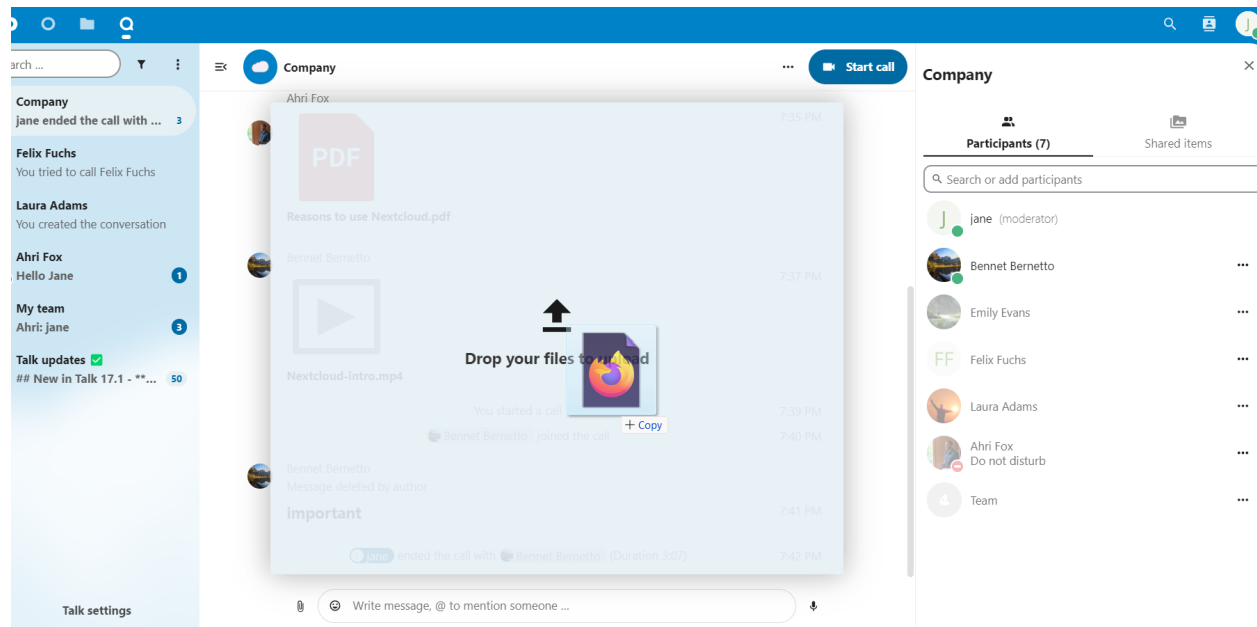 arch ...
Company
jane ended the call with ... 3
Felix Fuchs
You tried to call Felix Fuchs
Laura Adams
You created the conversation
Ahri Fox
Hello Jane 1
My team
Ahri: jane 3
Talk updates ✅
## New in Talk 17.1 - **... 50
Talk settings
Company
... Start call
Ahri Fox
7:35 PM
PDF
Reasons to use Nextcloud.pdf
Bennet Bernetto
7:37 PM
Drop your files to upload
Nextcloud-intro.mp4
+ Copy
You started a call 7:39 PM
Bennet Bernetto joined the call 7:40 PM
Bennet Bernetto
Message deleted by author
important 7:41 PM
jane ended the call with Bennet Bernetto (Duration 3:07) 7:42 PM
Write message, @ to mention someone ...
Company
Participants (7) Shared items
Search or add participants
J jane (moderator)
Bennet Bernetto
Emily Evans
FF Felix Fuchs
Laura Adams
Ahri Fox
Do not disturb
4 Team
J